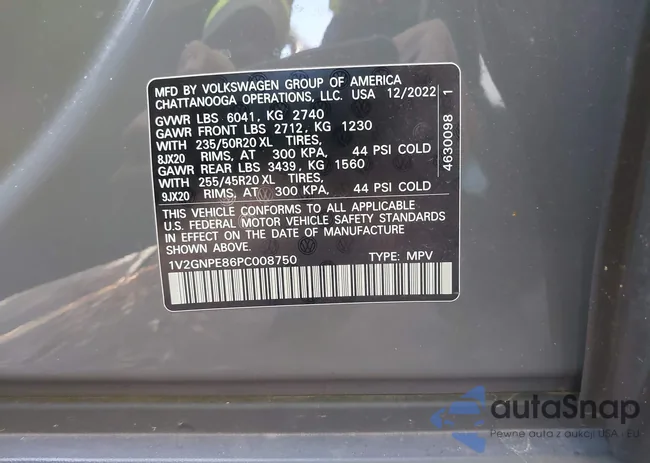 MFD BY VOLKSWAGEN GROUP OF AMERICA
CHATTANOOGA OPERATIONS, LLC. USA 12/2022
GVWR LBS 6041, KG 2740
GAWR FRONT LBS 2712, KG 1230
WITH 235/50R20 XL TIRES,
8JX20 RIMS, AT 300 KPA, 44 PSI COLD
GAWR REAR LBS 3439, KG 1560
WITH 255/45R20 XL TIRES,
9JX20 RIMS, AT 300 KPA, 44 PSI COLD
THIS VEHICLE CONFORMS TO ALL APPLICABLE
U.S. FEDERAL MOTOR VEHICLE SAFETY STANDARDS
IN EFFECT ON THE DATE OF MANUFACTURE
SHOWN ABOVE.
1V2GNPE86PC008750 TYPE: MPV
4630098 1
autoSnap
Pewne auta z aukcji USA - EU